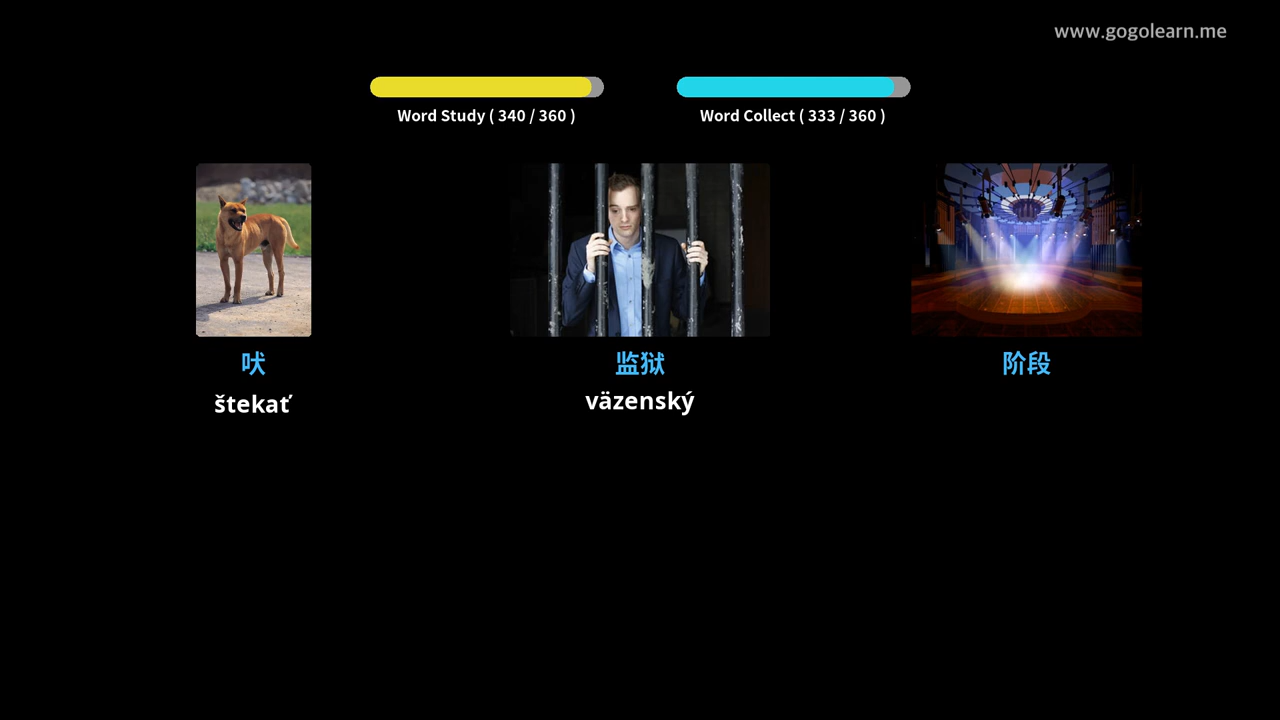 www.gogolearn.me
Word Study ( 340 / 360 )
Word Collect ( 333 / 360 )
吠
监狱
阶段
štekať
väzenský